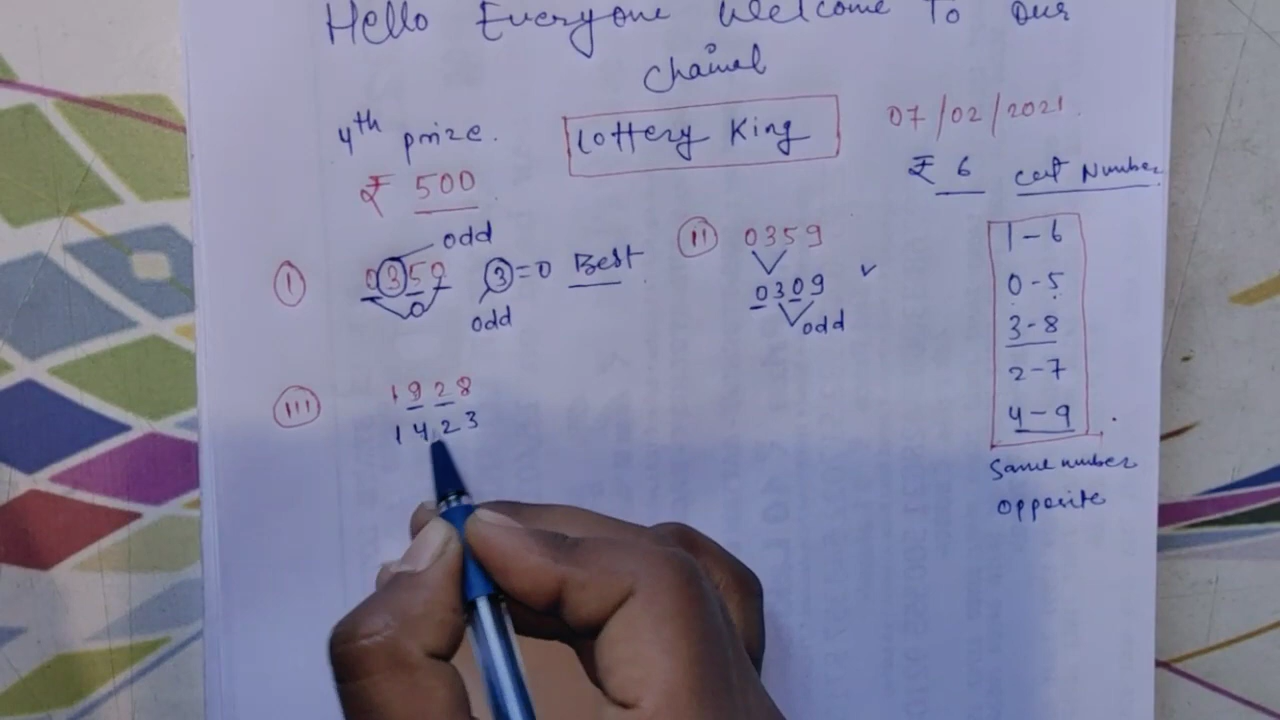 Hello Everyone Welcome To Our
Channel
4th prize.
Lottery King
07/02/2021.
₹ 500
₹ 6 cert Number
odd
I 0359 3=0 Best
0
odd
II 0359
0309 ✓
odd
1-6
0-5
3-8
2-7
4-9
Same number
opposite
III 1928
1423